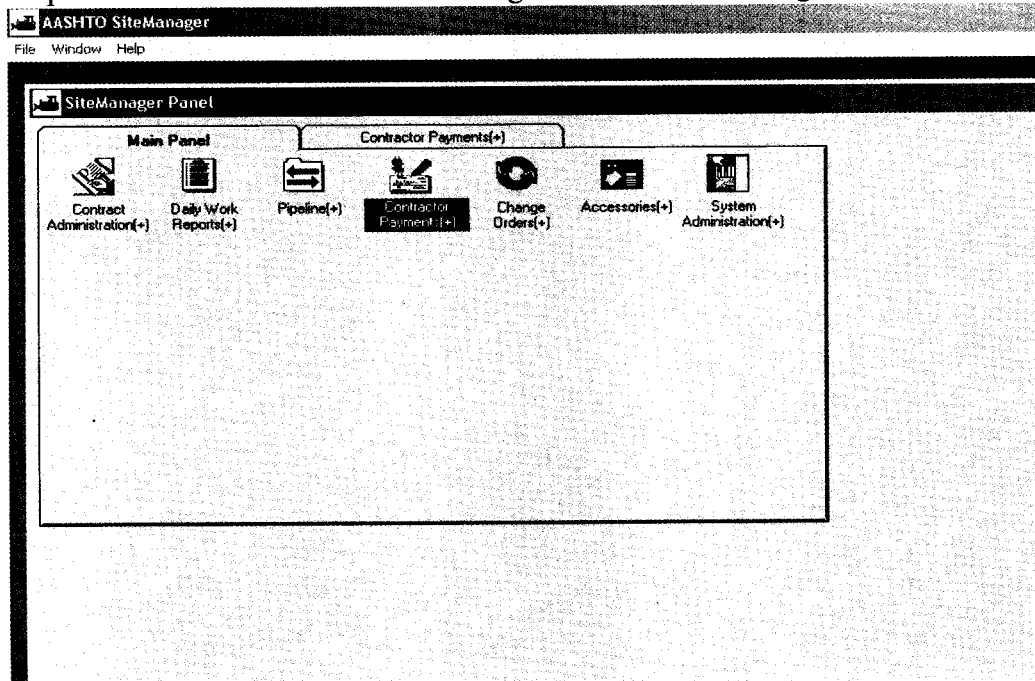 AASHTO SiteManager
File Window Help
SiteManager Panel
Main Panel
Contractor Payments(+)
Contract
Administration(+)
Daily Work
Reports(+)
Pipeline(+)
Contractor
Payments(+)
Change
Orders(+)
Accessories(+)
System
Administration(+)